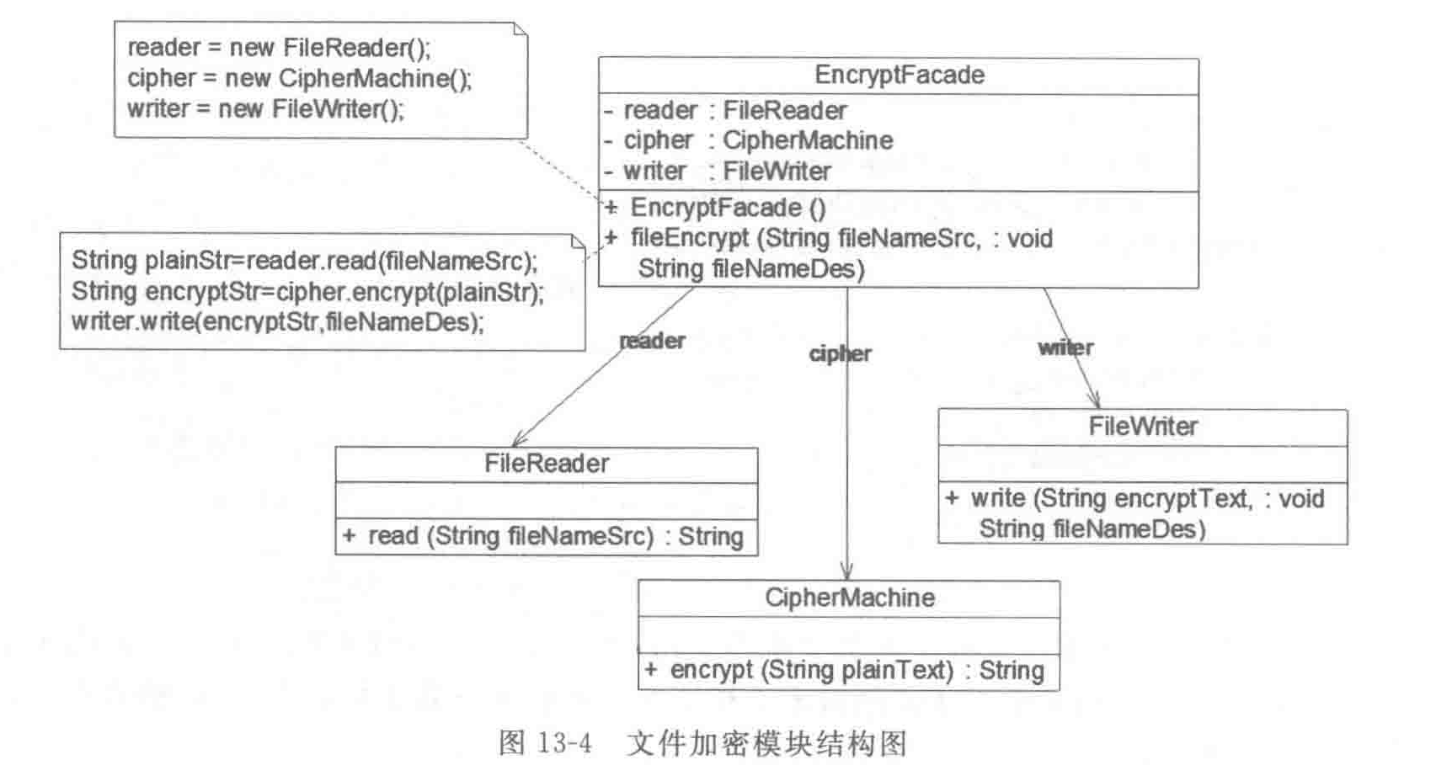 reader = new FileReader();
cipher = new CipherMachine();
writer = new FileWriter();
EncryptFacade
- reader : FileReader
- cipher : CipherMachine
- writer : FileWriter
+ EncryptFacade ()
+ fileEncrypt (String fileNameSrc, : void
String fileNameDes)
String plainStr=reader.read(fileNameSrc);
String encryptStr=cipher.encrypt(plainStr);
writer.write(encryptStr,fileNameDes);
reader
cipher
writer
FileReader
+ read (String fileNameSrc) : String
FileWriter
+ write (String encryptText, : void
String fileNameDes)
CipherMachine
+ encrypt (String plainText) : String
图 13-4 文件加密模块结构图